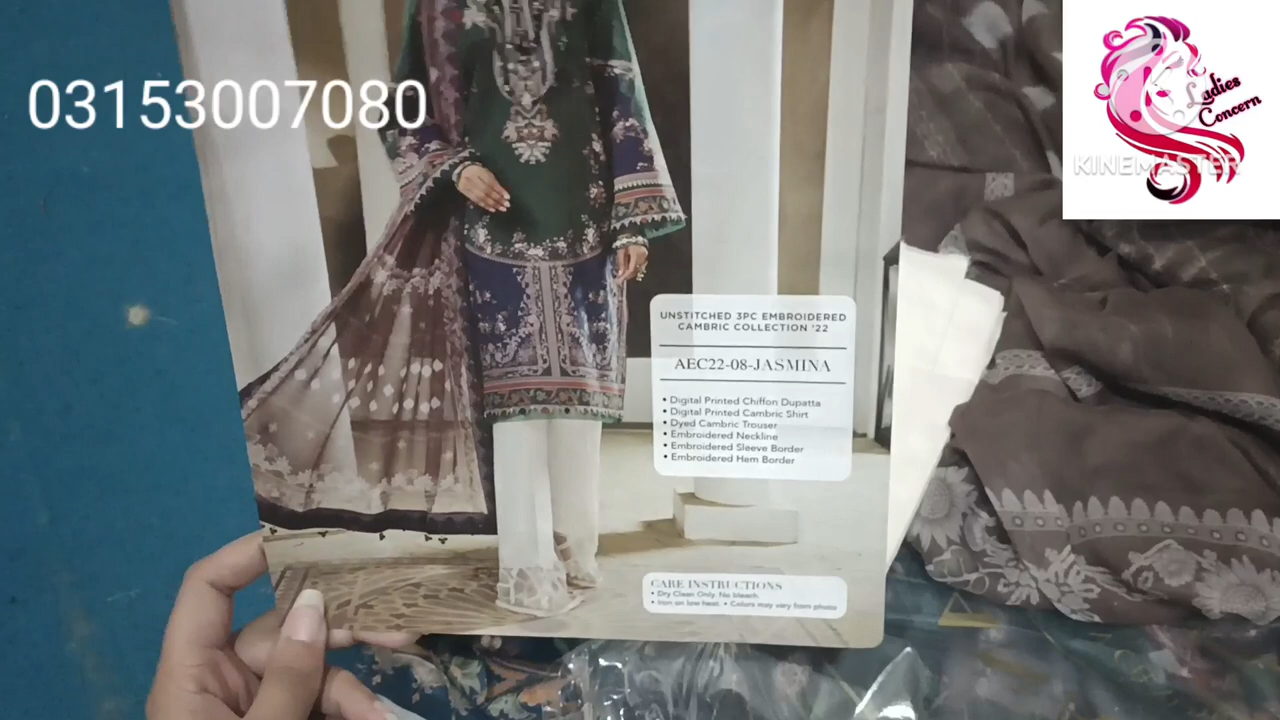 03153007080
Ladies
Concern
KINEMASTER
UNSTITCHED 3PC EMBROIDERED
CAMBRIC COLLECTION '22
AEC22-08-JASMINA
• Digital Printed Chiffon Dupatta
• Digital Printed Cambric Shirt
• Dyed Cambric Trouser
• Embroidered Neckline
• Embroidered Sleeve Border
• Embroidered Hem Border
CARE INSTRUCTIONS
• Dry Clean Only. No bleach.
• Iron on low heat. • Colors may vary from photo